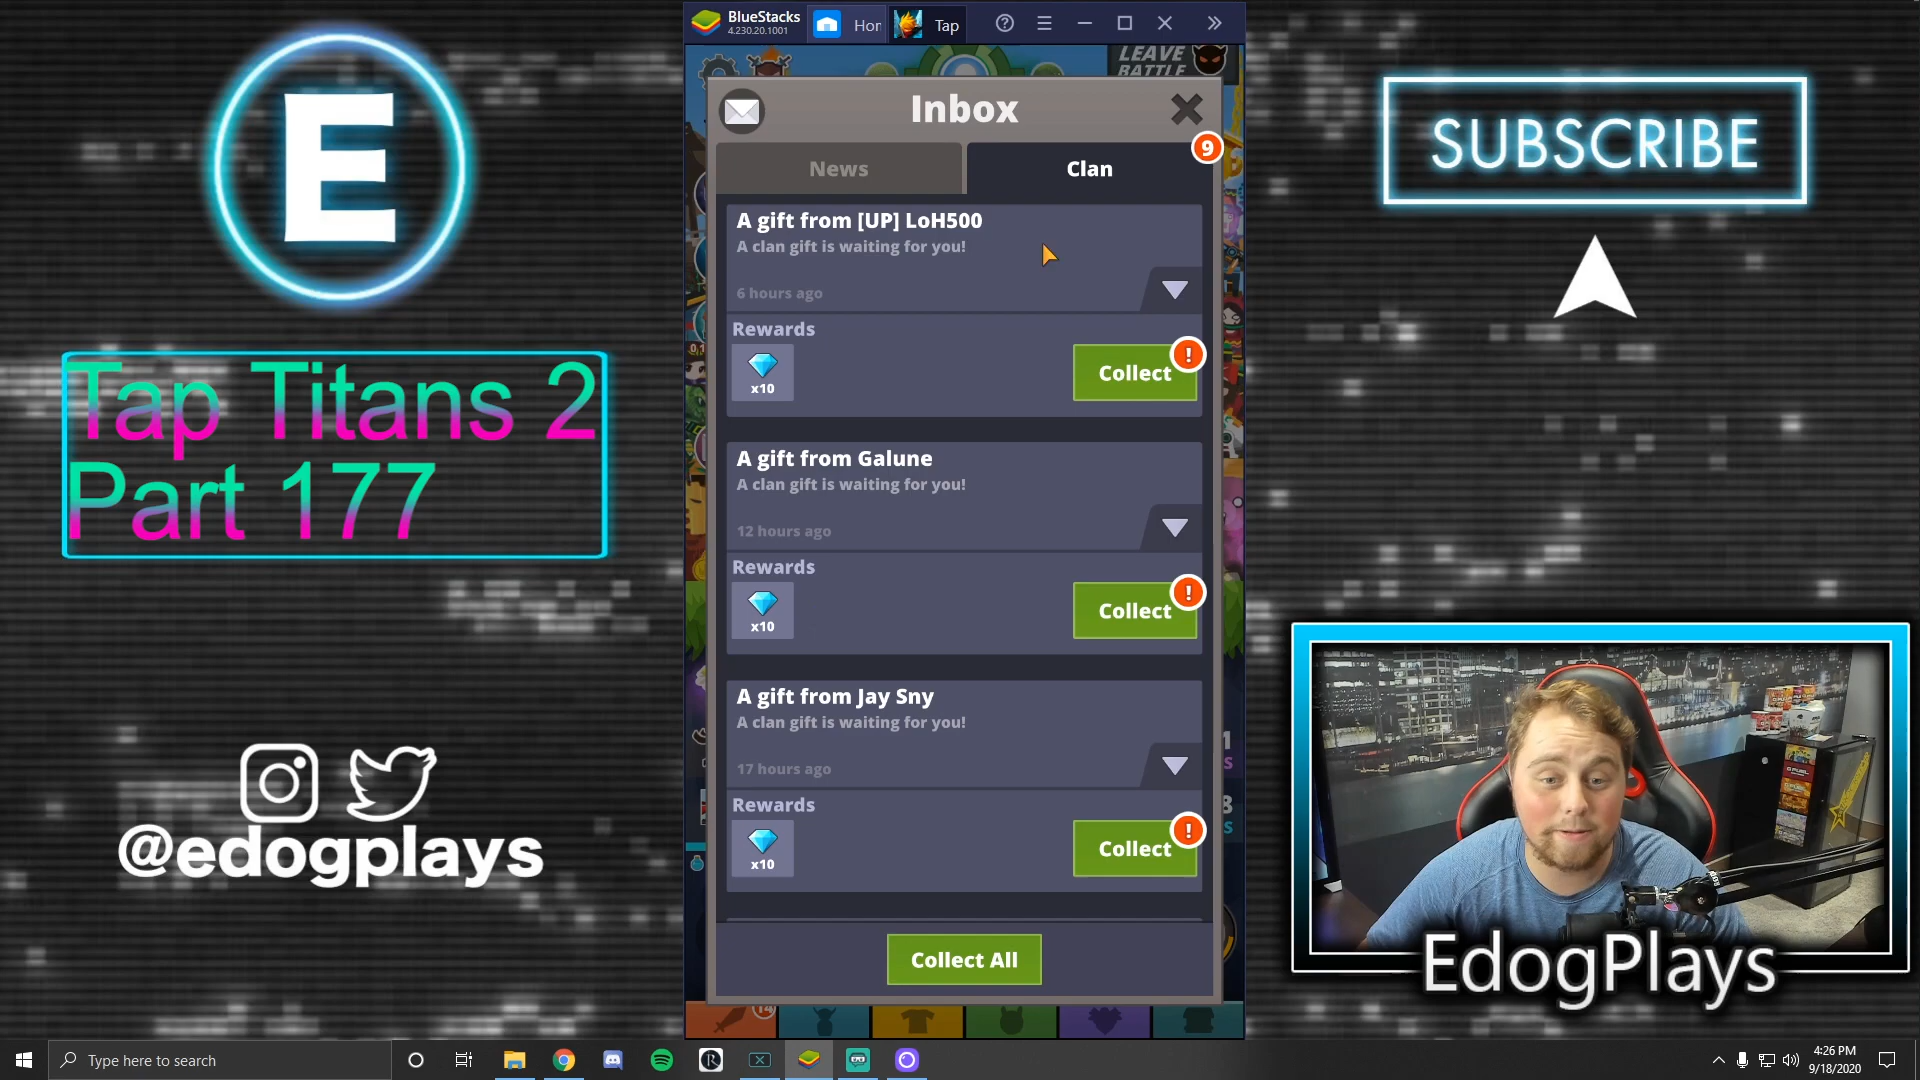 BlueStacks
4.230.20.1001
Hor
Tap
LEAVE
BATTLE
Inbox
News
Clan
9
A gift from [UP] LoH500
A clan gift is waiting for you!
6 hours ago
Rewards
x10
Collect
!
A gift from Galune
A clan gift is waiting for you!
12 hours ago
Rewards
x10
Collect
!
A gift from Jay Sny
A clan gift is waiting for you!
17 hours ago
Rewards
x10
Collect
!
Collect All
14
E
Tap Titans 2
Part 177
@edogplays
SUBSCRIBE
EdogPlays
Type here to search
4:26 PM
9/18/2020